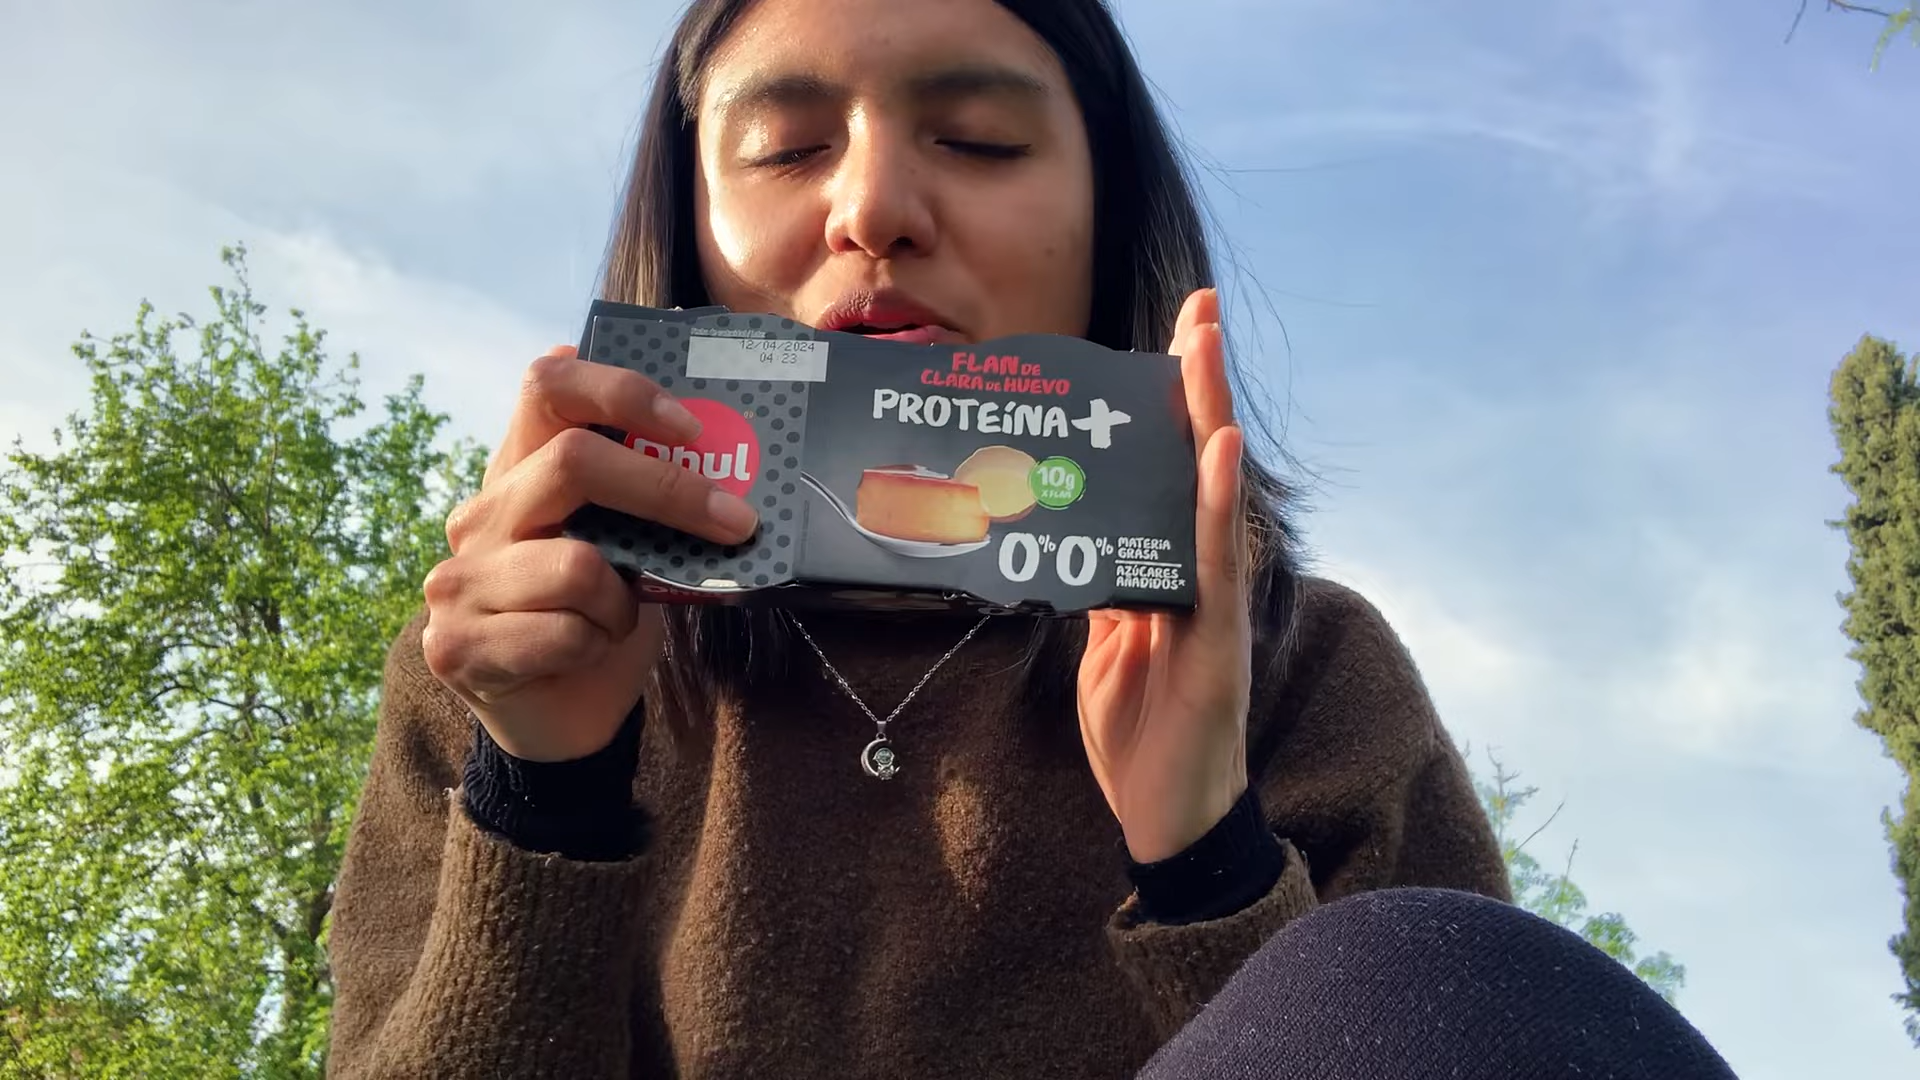 12/04/2024
04 23
FLAN DE
CLARA DE HUEVO
PROTEÍNA+
10g
X FLAN
0% 0% MATERIA
GRASA
AZÚCARES
AÑADIDOS*